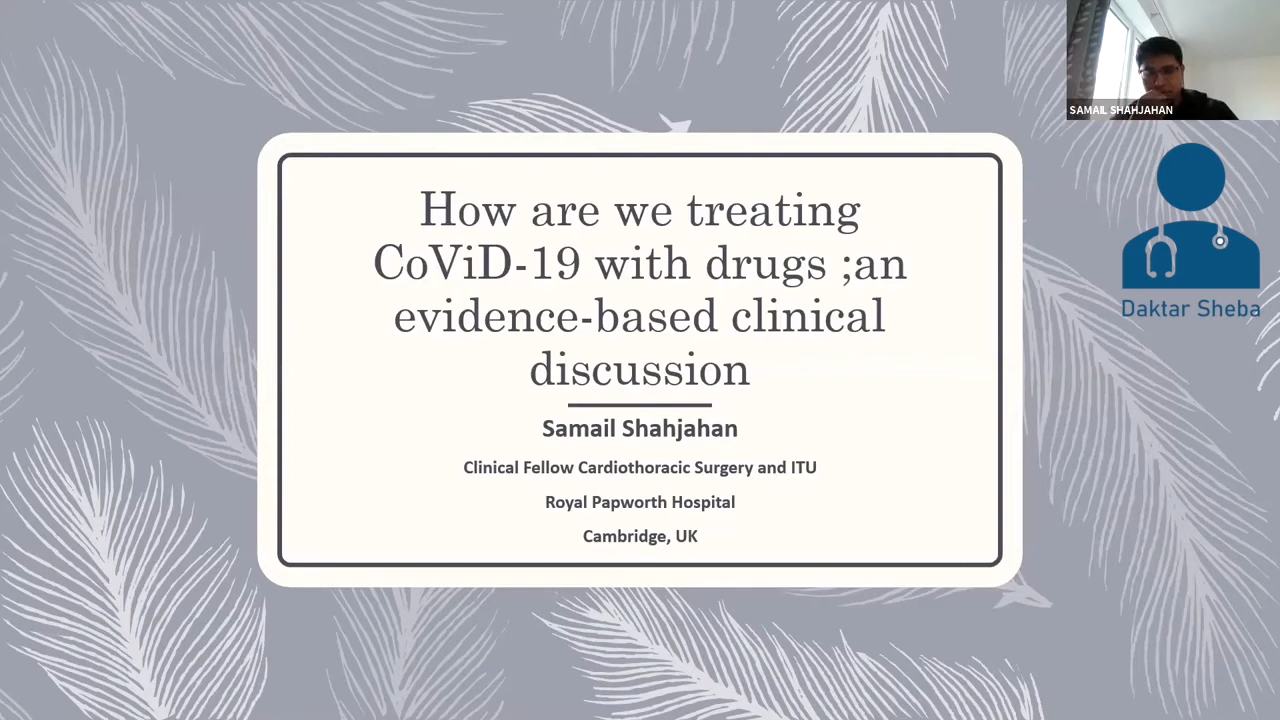 SAMAIL SHAHJAHAN
How are we treating
CoViD-19 with drugs ;an
evidence-based clinical
discussion
Samail Shahjahan
Clinical Fellow Cardiothoracic Surgery and ITU
Royal Papworth Hospital
Cambridge, UK
Daktar Sheba